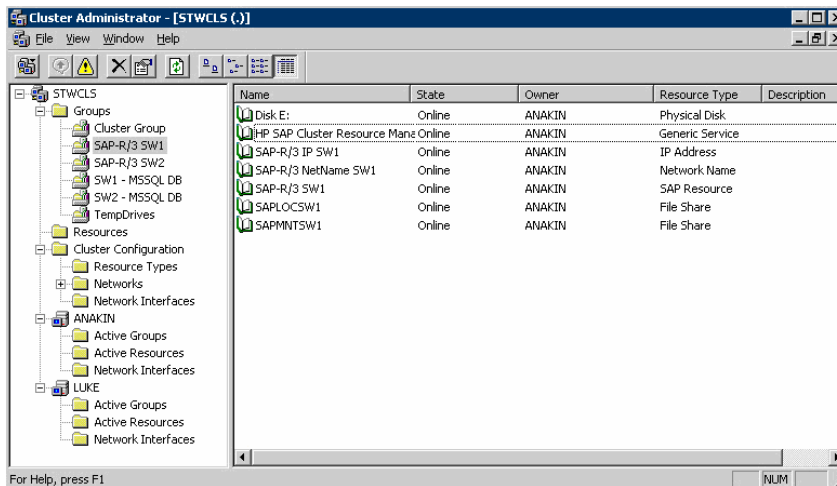 Cluster Administrator - [STWCLS (.)]
File View Window Help
STWCLS
Groups
Cluster Group
SAP-R/3 SW1
SAP-R/3 SW2
SW1 - MSSQL DB
SW2 - MSSQL DB
TempDrives
Resources
Cluster Configuration
Resource Types
Networks
Network Interfaces
ANAKIN
Active Groups
Active Resources
Network Interfaces
LUKE
Active Groups
Active Resources
Network Interfaces
Name State Owner Resource Type Description
Disk E: Online ANAKIN Physical Disk
HP SAP Cluster Resource Mana Online ANAKIN Generic Service
SAP-R/3 IP SW1 Online ANAKIN IP Address
SAP-R/3 NetName SW1 Online ANAKIN Network Name
SAP-R/3 SW1 Online ANAKIN SAP Resource
SAPLOCSW1 Online ANAKIN File Share
SAPMNTSW1 Online ANAKIN File Share
For Help, press F1 NUM